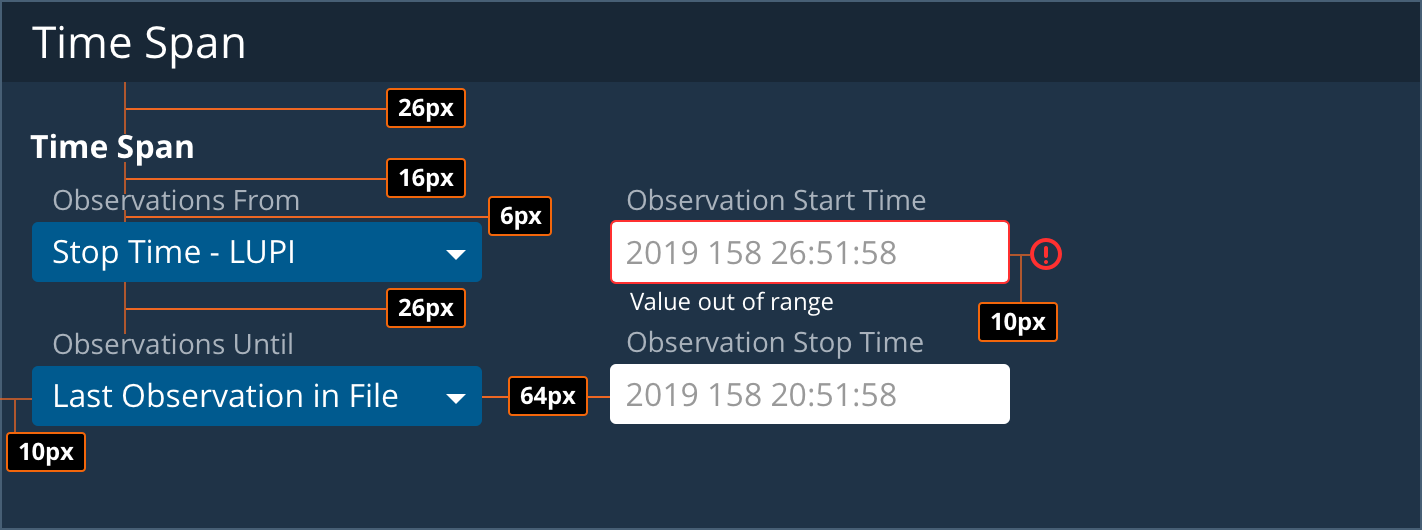 Time Span
26px
Time Span
16px
Observations From
6px
Observation Start Time
Stop Time - LUPI
2019 158 26:51:58
26px
Value out of range
10px
Observations Until
Observation Stop Time
Last Observation in File
64px
2019 158 20:51:58
10px